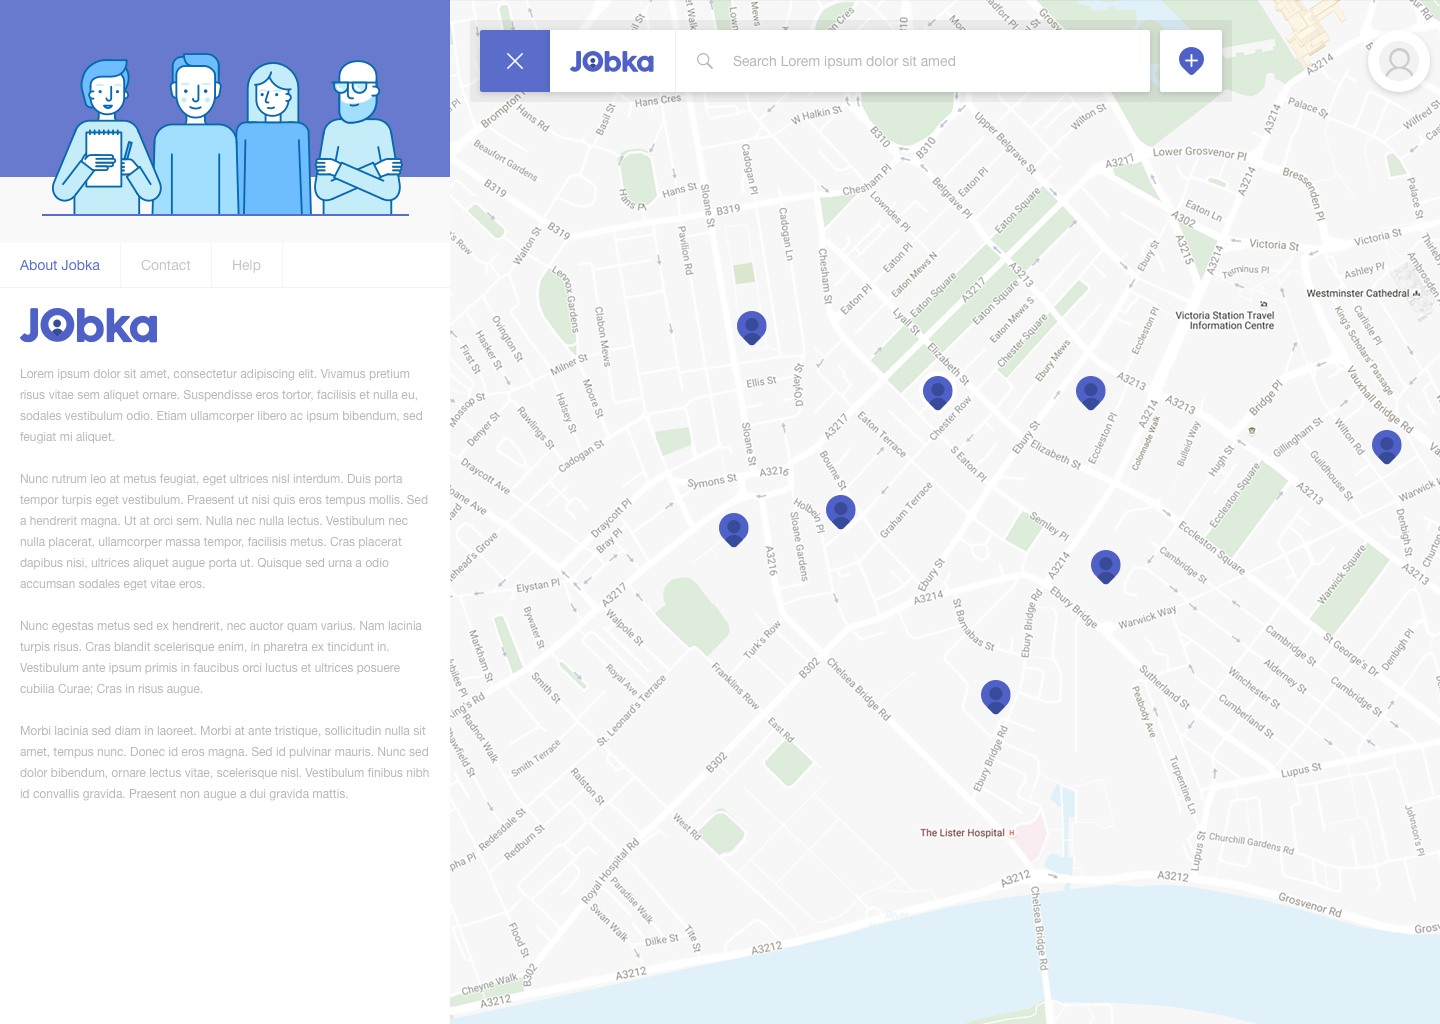 JObka
Search Lorem ipsum dolor sit amed
About Jobka
Contact
Help
JObka
Lorem ipsum dolor sit amet, consectetur adipiscing elit. Vivamus pretium
risus vitae sem aliquet ornare. Suspendisse eros tortor, facilisis et nulla eu,
sodales vestibulum odio. Etiam ullamcorper libero ac ipsum bibendum, sed
feugiat mi aliquet.
Nunc rutrum leo at metus feugiat, eget ultrices nisl interdum. Duis porta
tempor turpis eget vestibulum. Praesent ut nisi quis eros tempus mollis. Sed
a hendrerit magna. Ut at orci sem. Nulla nec nulla lectus. Vestibulum nec
nulla placerat, ullamcorper massa tempor, facilisis metus. Cras placerat
dapibus nisi, ultrices aliquet augue porta ut. Quisque sed urna a odio
accumsan sodales eget vitae eros.
Nunc egestas metus sed ex hendrerit, nec auctor quam varius. Nam lacinia
turpis risus. Cras blandit scelerisque enim, in pharetra ex tincidunt in.
Vestibulum ante ipsum primis in faucibus orci luctus et ultrices posuere
cubilia Curae; Cras in risus augue.
Morbi lacinia sed diam in laoreet. Morbi at ante tristique, sollicitudin nulla sit
amet, tempus nunc. Donec id eros magna. Sed id pulvinar mauris. Nunc sed
dolor bibendum, ornare lectus vitae, scelerisque nisl. Vestibulum finibus nibh
id convallis gravida. Praesent non augue a dui gravida mattis.
Hans Cres
Brompton
Hans Rd
Basil St
W Halkin St
B310
B310
Upper Belgrave St
Wilton St
A3214
Palace St
Wilfred St
Castle
Beaufort Gardens
B319
Hans St
Hans Pl
Cadogan Pl
Sloane St
Chesham Pl
Belgrave Pl
Eaton Pl
A3217
Lower Grosvenor Pl
A3214
A3214
Bressenden Pl
Palace St
B319
B319
Walton St
Pavilion Rd
Cadogan Ln
Lowndes Pl
Eaton Square
Eaton Ln
A302
A3215
Victoria St
Victoria St
Lennox Gardens
Chesham St
Eaton Mews N
A3217
Ebury St
Terminus Pl
Ashley Pl
Ambrosden
Westminster Cathedral
Victoria Station Travel
Information Centre
Eaton Pl
Lyall St
Eaton Square
Eaton Square
Eaton Mews S
Chester Square
Ebury Mews
Eccleston Pl
King's Scholars' Passage
Carlisle Pl
Vauxhall Bridge Rd
Ovington St
Hasker St
First St
Clabon Mews
Milner St
Moore St
Halsey St
Ellis St
D'Oyley St
Elizabeth St
A3213
A3213
Bridge Pl
Mossop St
Denyer St
Rawlings St
Cadogan St
Sloane St
A3217
Eaton Terrace
Chester Row
S Eaton Pl
Ebury St
Elizabeth St
Eccleston Pl
A3214
Colonnade Walk
Bulleid Way
Hugh St
Gillingham St
Wilton Rd
Guildhouse St
Draycott Ave
Symons St
A3216
Bourne St
Holbein Pl
Graham Terrace
Semley Pl
Eccleston Square
Eccleston Square
A3213
Warwick
Denbigh St
Draycott Pl
Bray Pl
A3216
Sloane Gardens
Ebury St
A3214
A3214
Cambridge St
A3213
Warwick Square
Elystan Pl
A3217
Bywater St
Markham St
Walpole St
Turk's Row
St Barnabas St
Ebury Bridge Rd
Ebury Bridge
Warwick Way
Cambridge St
St George's Dr
Denbigh Pl
King's Rd
Smith St
Royal Ave
St. Leonard's Terrace
Franklins Row
B302
Chelsea Bridge Rd
Sutherland St
Winchester St
Alderney St
Cambridge St
Cumberland St
Peabody Ave
Radnor Walk
Smith Terrace
Ralston St
East Rd
B302
Ebury Bridge Rd
Turpentine Ln
Lupus St
Redesdale St
Redburn St
West Rd
The Lister Hospital
H
Lupus St
Churchill Gardens Rd
Johnson's Pl
Royal Hospital Rd
Paradise Walk
Swan Walk
A3212
A3212
Grosvenor Rd
Chelsea Bridge Rd
Flood St
Dilke St
Tite St
A3212
A3212
B302
Cheyne Walk
A3212